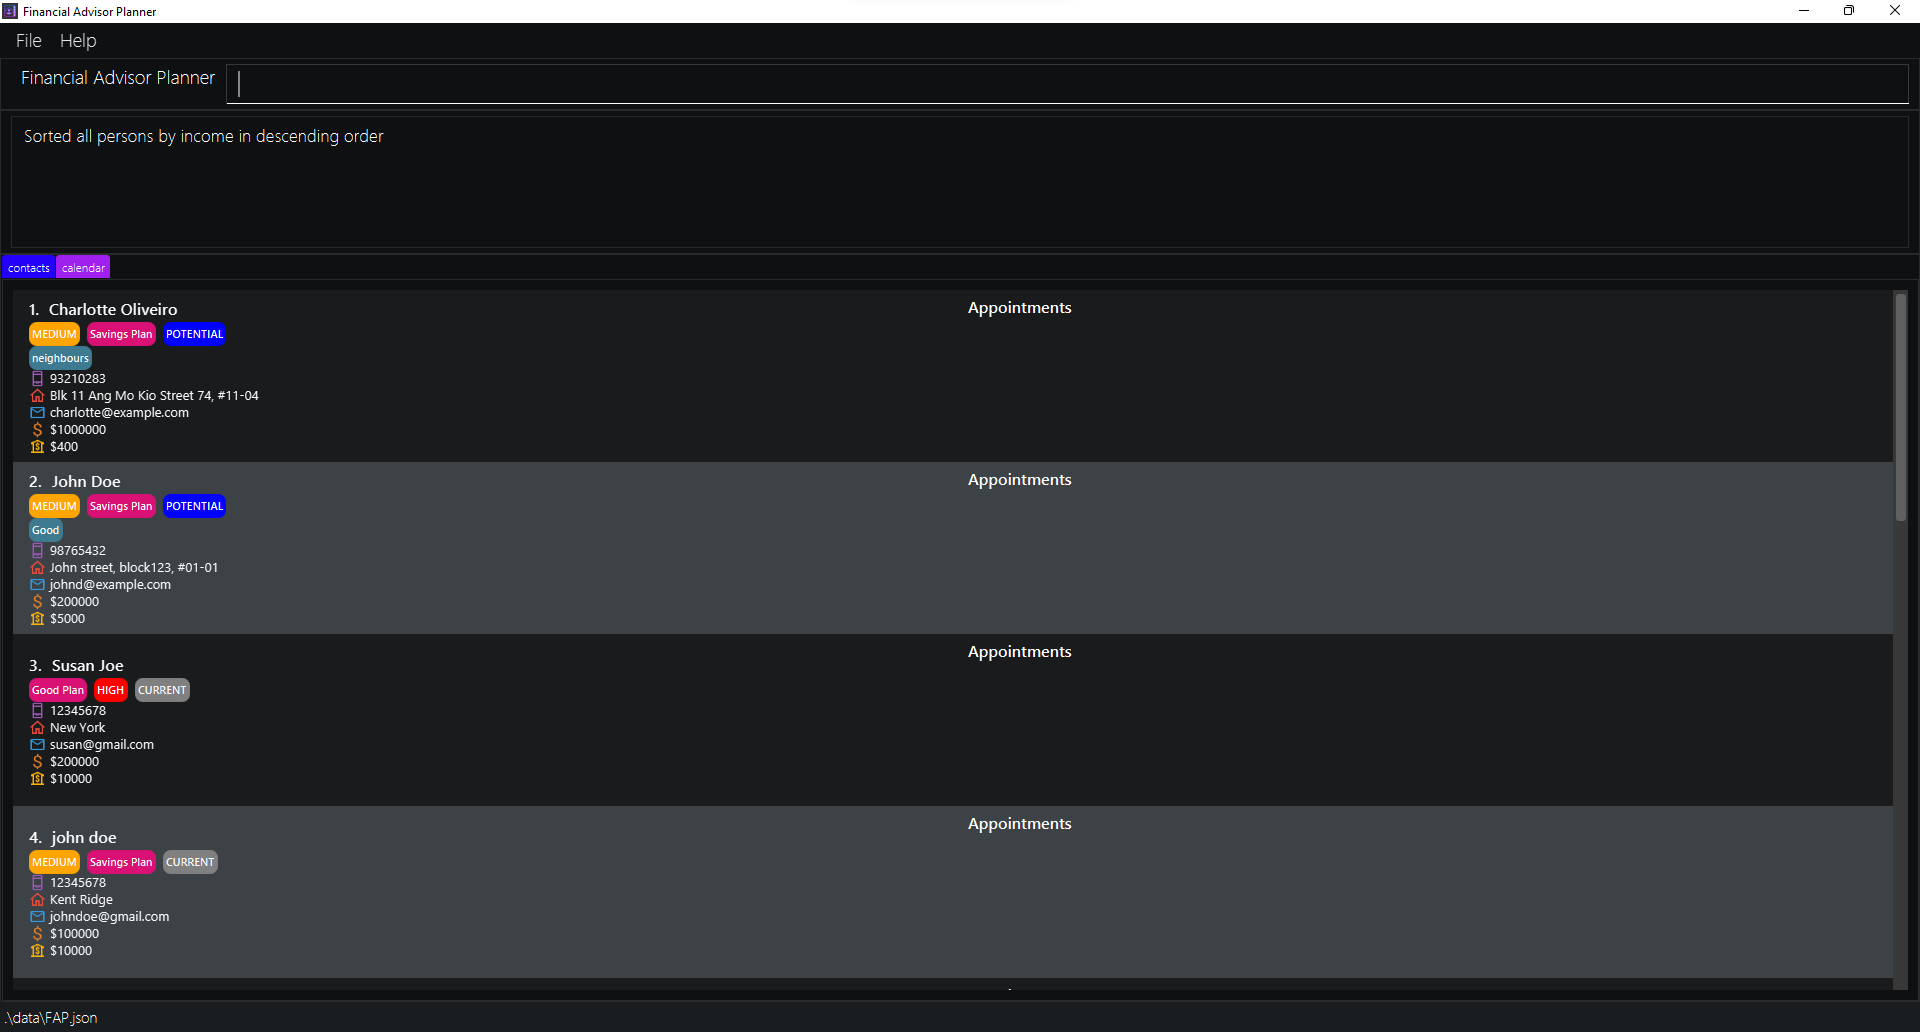 Financial Advisor Planner
File Help
Financial Advisor Planner
Sorted all persons by income in descending order
contacts calendar
1. Charlotte Oliveiro
Appointments
MEDIUM Savings Plan POTENTIAL
neighbours
93210283
Blk 11 Ang Mo Kio Street 74, #11-04
charlotte@example.com
$1000000
$400
2. John Doe
Appointments
MEDIUM Savings Plan POTENTIAL
Good
98765432
John street, block123, #01-01
johnd@example.com
$200000
$5000
3. Susan Joe
Appointments
Good Plan HIGH CURRENT
12345678
New York
susan@gmail.com
$200000
$10000
4. john doe
Appointments
MEDIUM Savings Plan CURRENT
12345678
Kent Ridge
johndoe@gmail.com
$100000
$10000
.\data\FAP.json